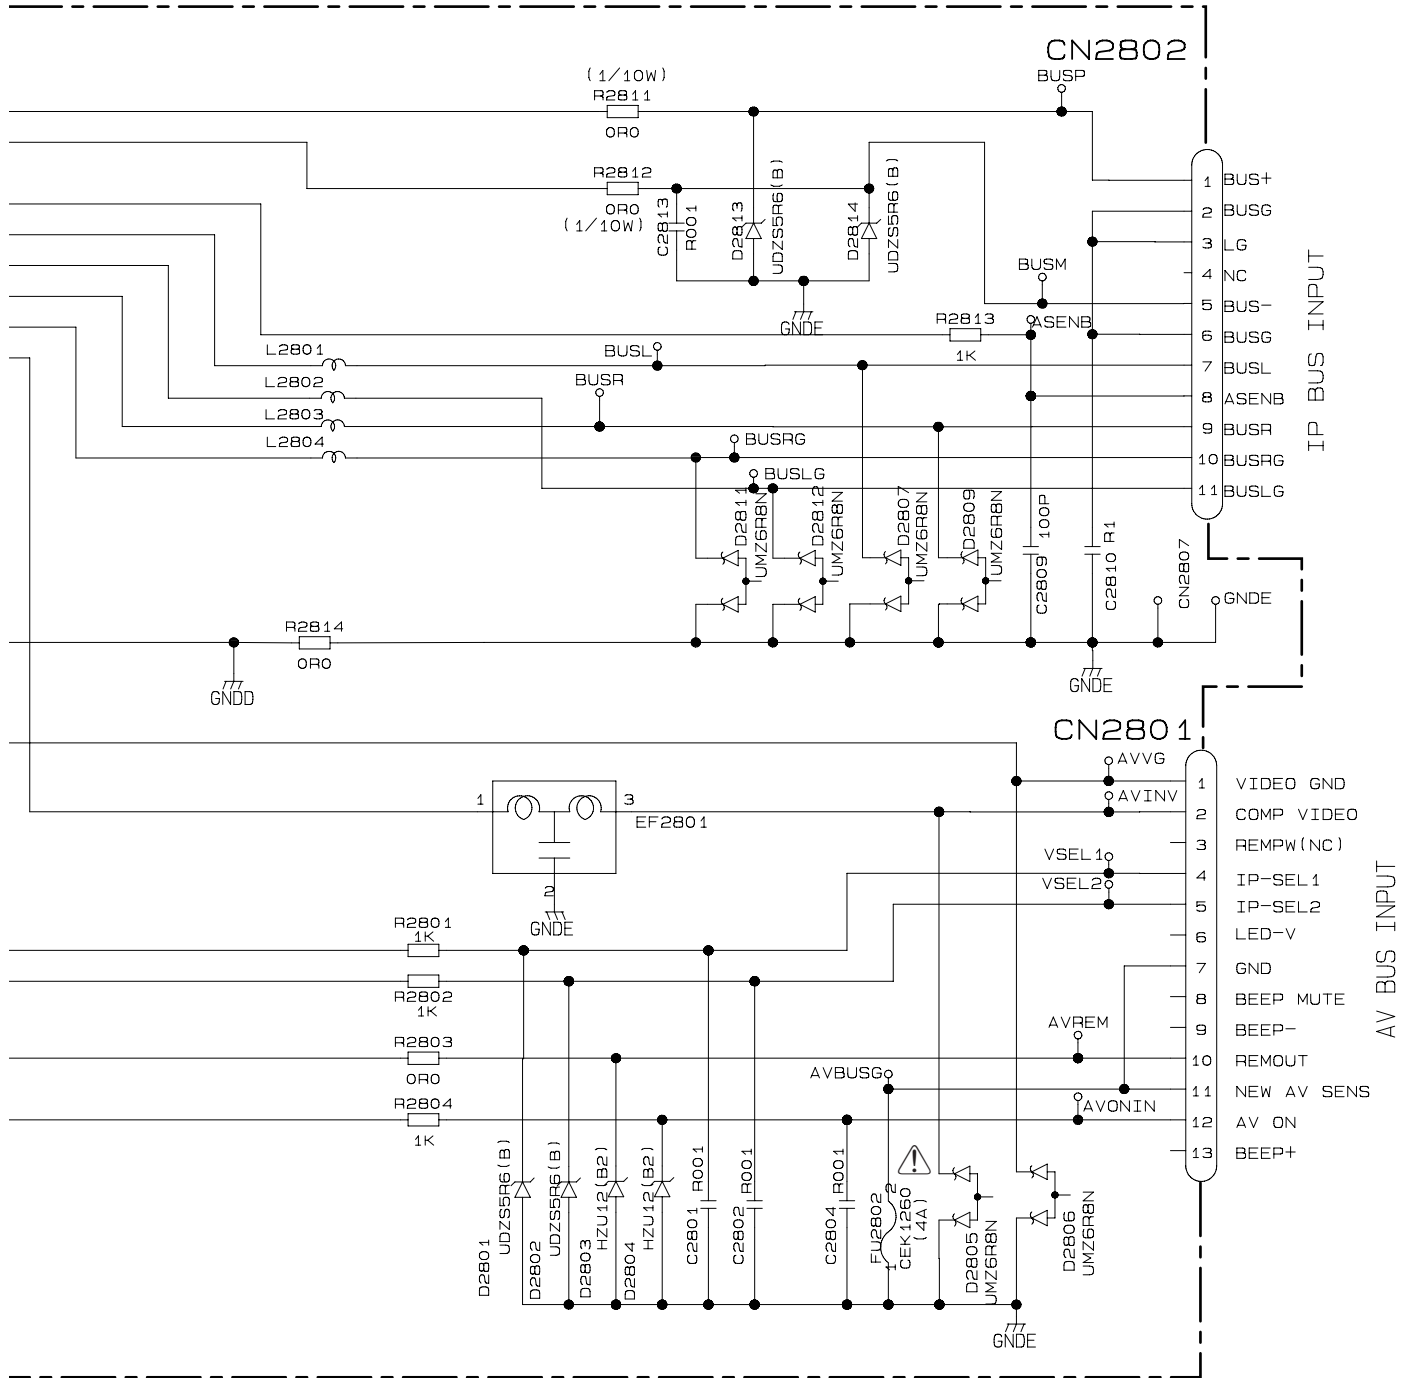 CN2802
(1/10W)
R2811
0R0
BUSP
R2812
0R0
(1/10W)
C2813
R001
D2813
UDZS5R6(B)
D2814
UDZS5R6(B)
GNDE
BUSM
1 BUS+
2 BUSG
3 LG
4 NC
5 BUS-
6 BUSG
7 BUSL
8 ASENB
9 BUSR
10 BUSRG
11 BUSLG
IP BUS INPUT
R2813
1K
ASENB
L2801
L2802
L2803
L2804
BUSL
BUSR
BUSRG
BUSLG
D2811
UMZ6R8N
D2812
UMZ6R8N
D2807
UMZ6R8N
D2809
UMZ6R8N
C2809 100P
C2810 R1
CN2807
GNDE
R2814
0R0
GNDD
GNDE
CN2801
AVVG
AVINV
VSEL1
VSEL2
1 VIDEO GND
2 COMP VIDEO
3 REMPW(NC)
4 IP-SEL1
5 IP-SEL2
6 LED-V
7 GND
8 BEEP MUTE
9 BEEP-
10 REMOUT
11 NEW AV SENS
12 AV ON
13 BEEP+
AV BUS INPUT
1
3
EF2801
2
GNDE
R2801
1K
R2802
1K
R2803
0R0
R2804
1K
AVREM
AVBUSG
AVONIN
D2801
UDZS5R6(B)
D2802
UDZS5R6(B)
D2803
HZU12(B2)
D2804
HZU12(B2)
C2801 R001
C2802 R001
C2804 R001
FU2802
CEK1260
(4A)
2
1
!
D2805
UMZ6R8N
D2806
UMZ6R8N
GNDE